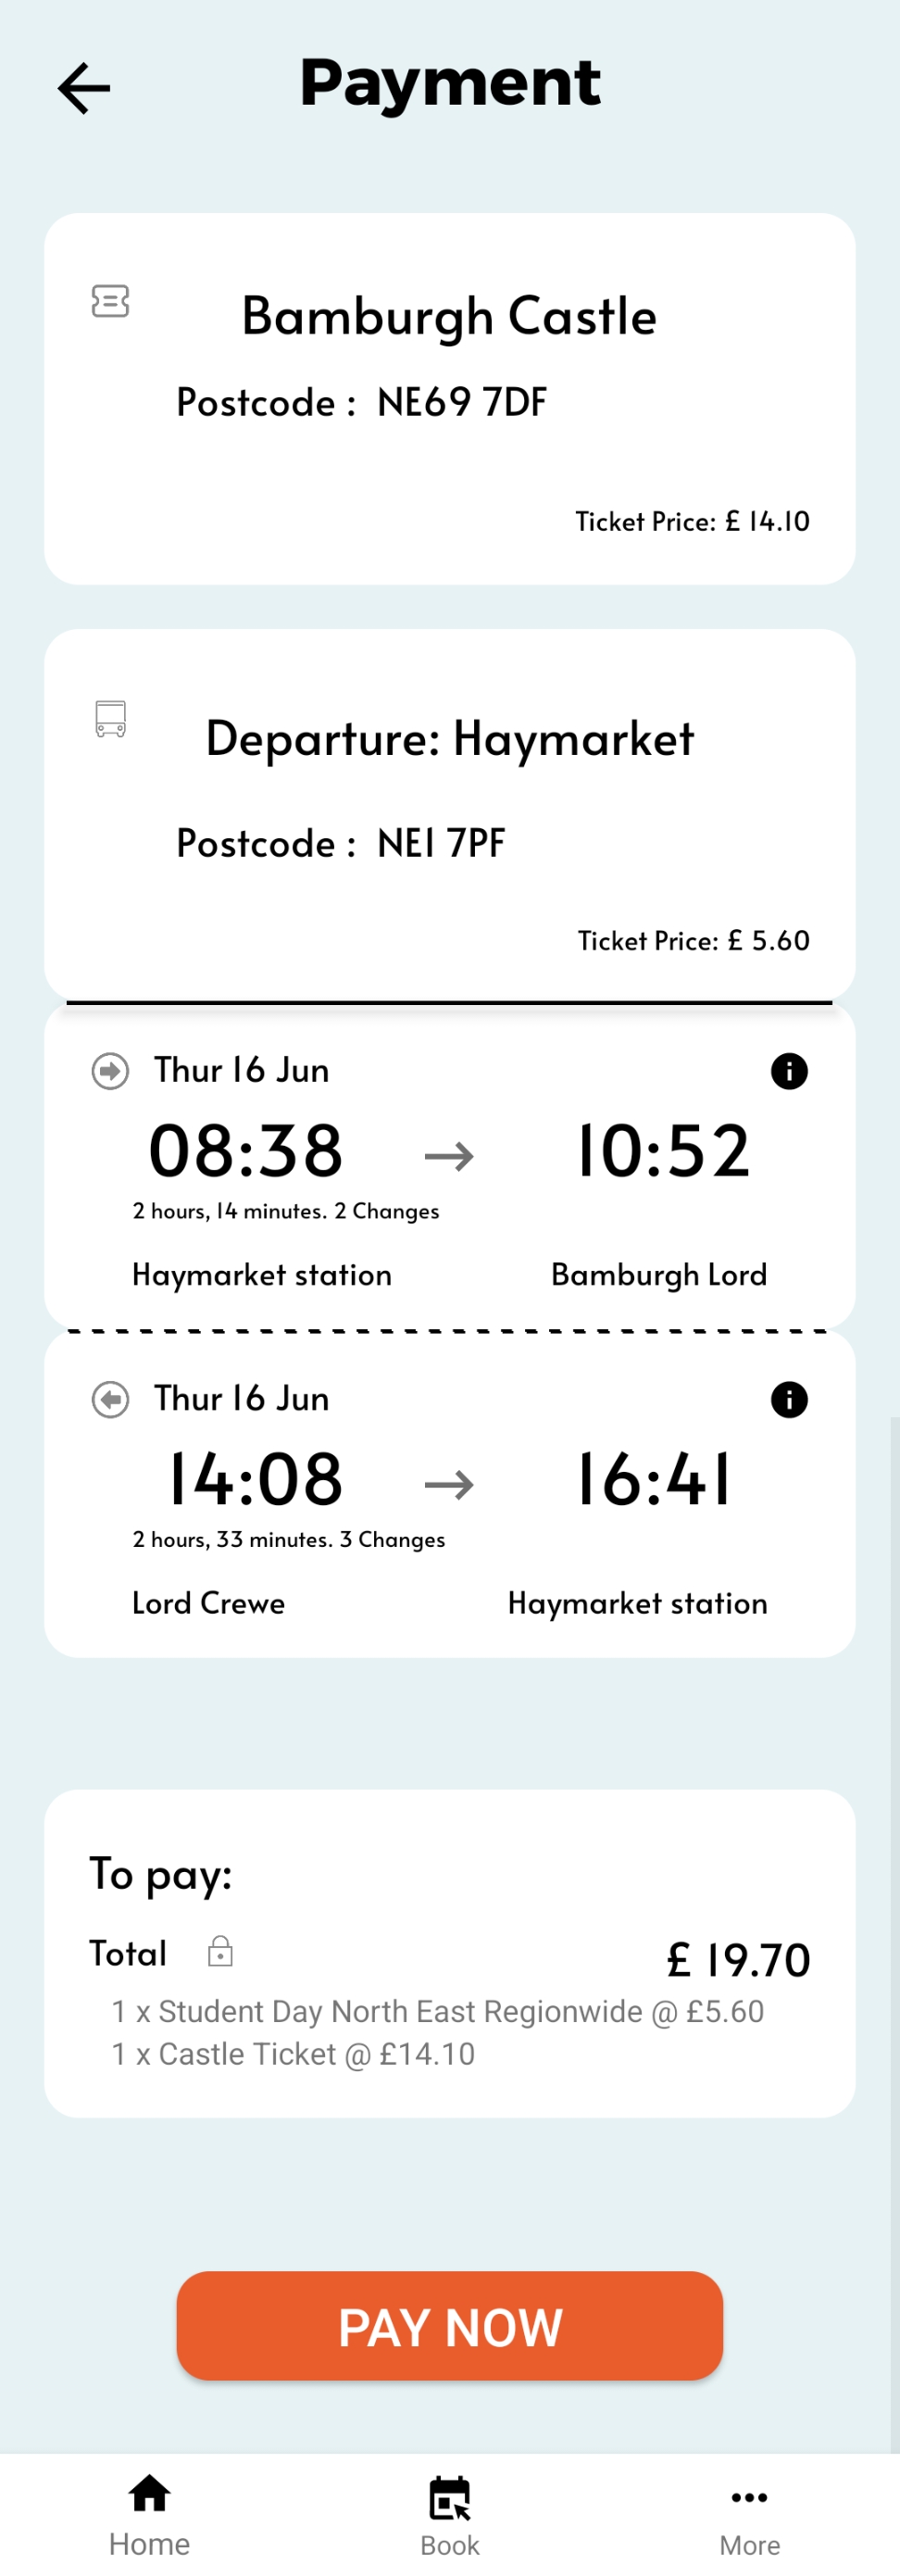 Payment
Bamburgh Castle
Postcode : NE69 7DF
Ticket Price: £ 14.10
Departure: Haymarket
Postcode : NE1 7PF
Ticket Price: £ 5.60
Thur 16 Jun
08:38 → 10:52
2 hours, 14 minutes. 2 Changes
Haymarket station Bamburgh Lord
Thur 16 Jun
14:08 → 16:41
2 hours, 33 minutes. 3 Changes
Lord Crewe Haymarket station
To pay:
Total £ 19.70
1 x Student Day North East Regionwide @ £5.60
1 x Castle Ticket @ £14.10
PAY NOW
Home Book More